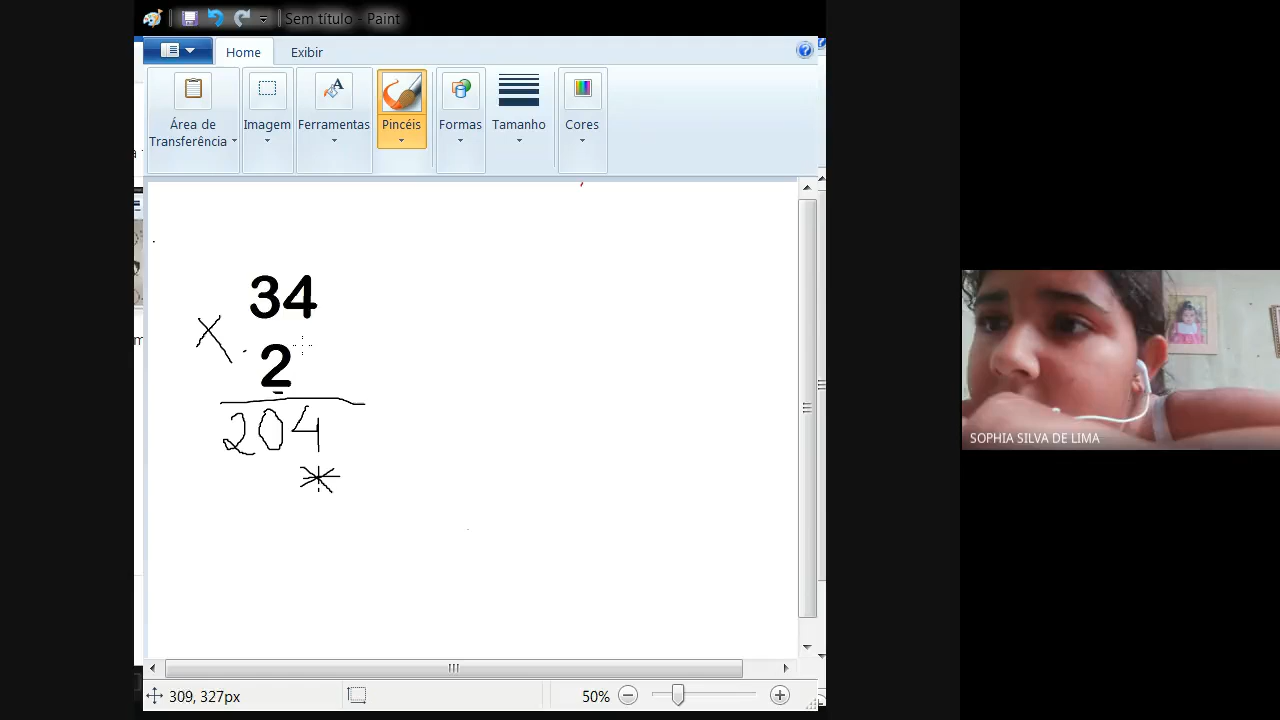 Sem título - Paint
Home Exibir
Área de Transferência
Imagem
Ferramentas
Pincéis
Formas
Tamanho
Cores
34
X 2
204
*
SOPHIA SILVA DE LIMA
309, 327px
50%